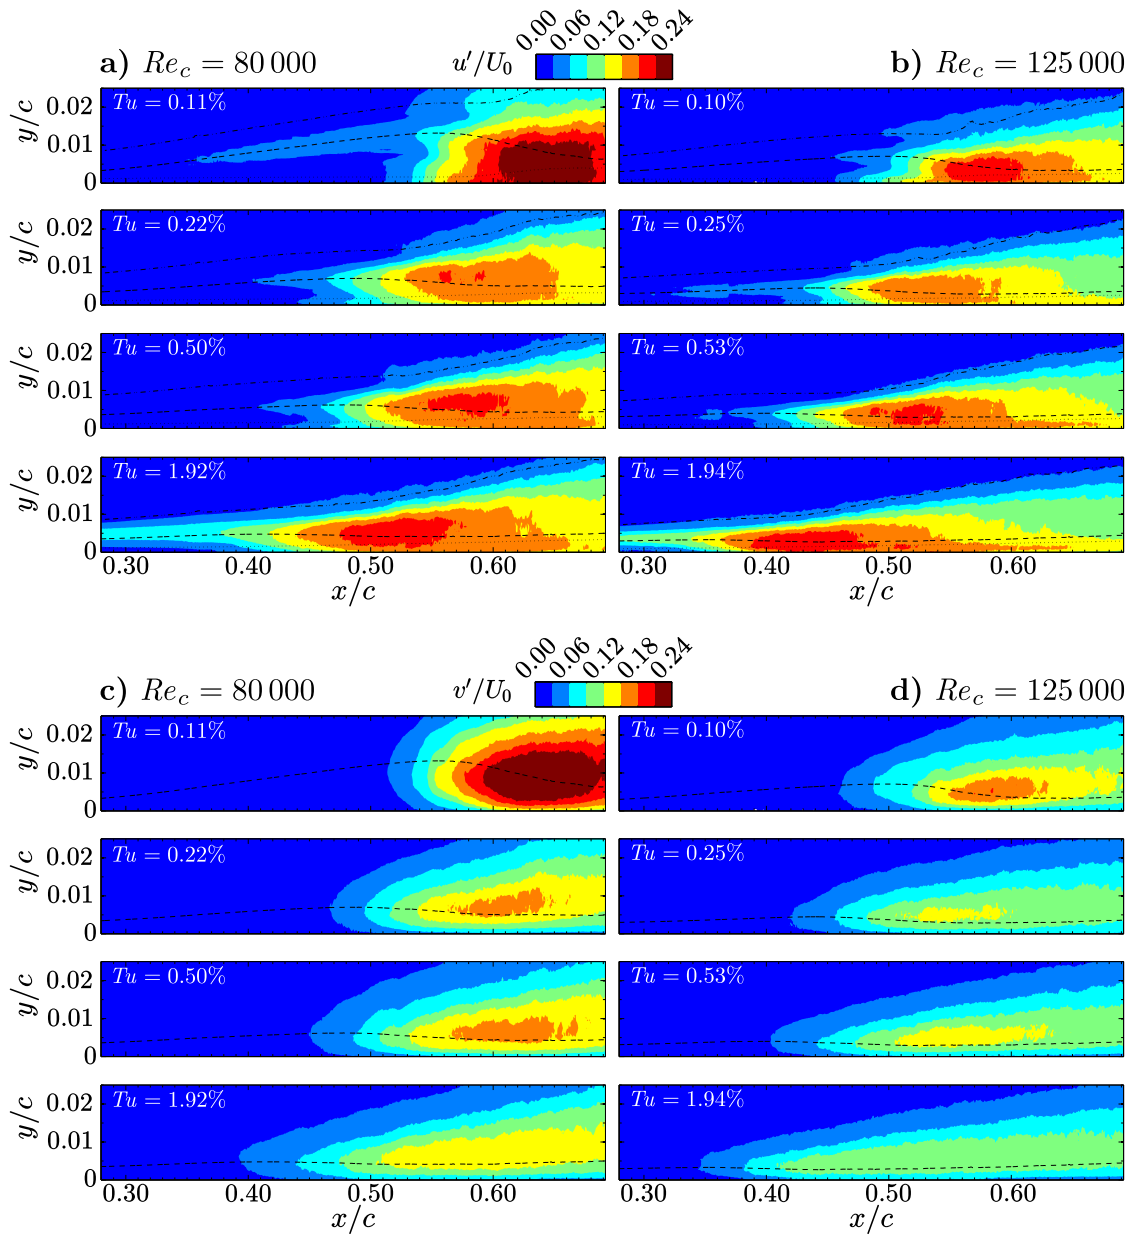 0.00 0.06 0.12 0.18 0.24
a) Re_c = 80 000 u′/U_0 b) Re_c = 125 000
y/c 0.02 0.01 0 Tu = 0.11% Tu = 0.10%
y/c 0.02 0.01 0 Tu = 0.22% Tu = 0.25%
y/c 0.02 0.01 0 Tu = 0.50% Tu = 0.53%
y/c 0.02 0.01 0 Tu = 1.92% Tu = 1.94%
0.30 0.40 0.50 0.60 0.30 0.40 0.50 0.60
x/c x/c
0.00 0.06 0.12 0.18 0.24
c) Re_c = 80 000 v′/U_0 d) Re_c = 125 000
y/c 0.02 0.01 0 Tu = 0.11% Tu = 0.10%
y/c 0.02 0.01 0 Tu = 0.22% Tu = 0.25%
y/c 0.02 0.01 0 Tu = 0.50% Tu = 0.53%
y/c 0.02 0.01 0 Tu = 1.92% Tu = 1.94%
0.30 0.40 0.50 0.60 0.30 0.40 0.50 0.60
x/c x/c